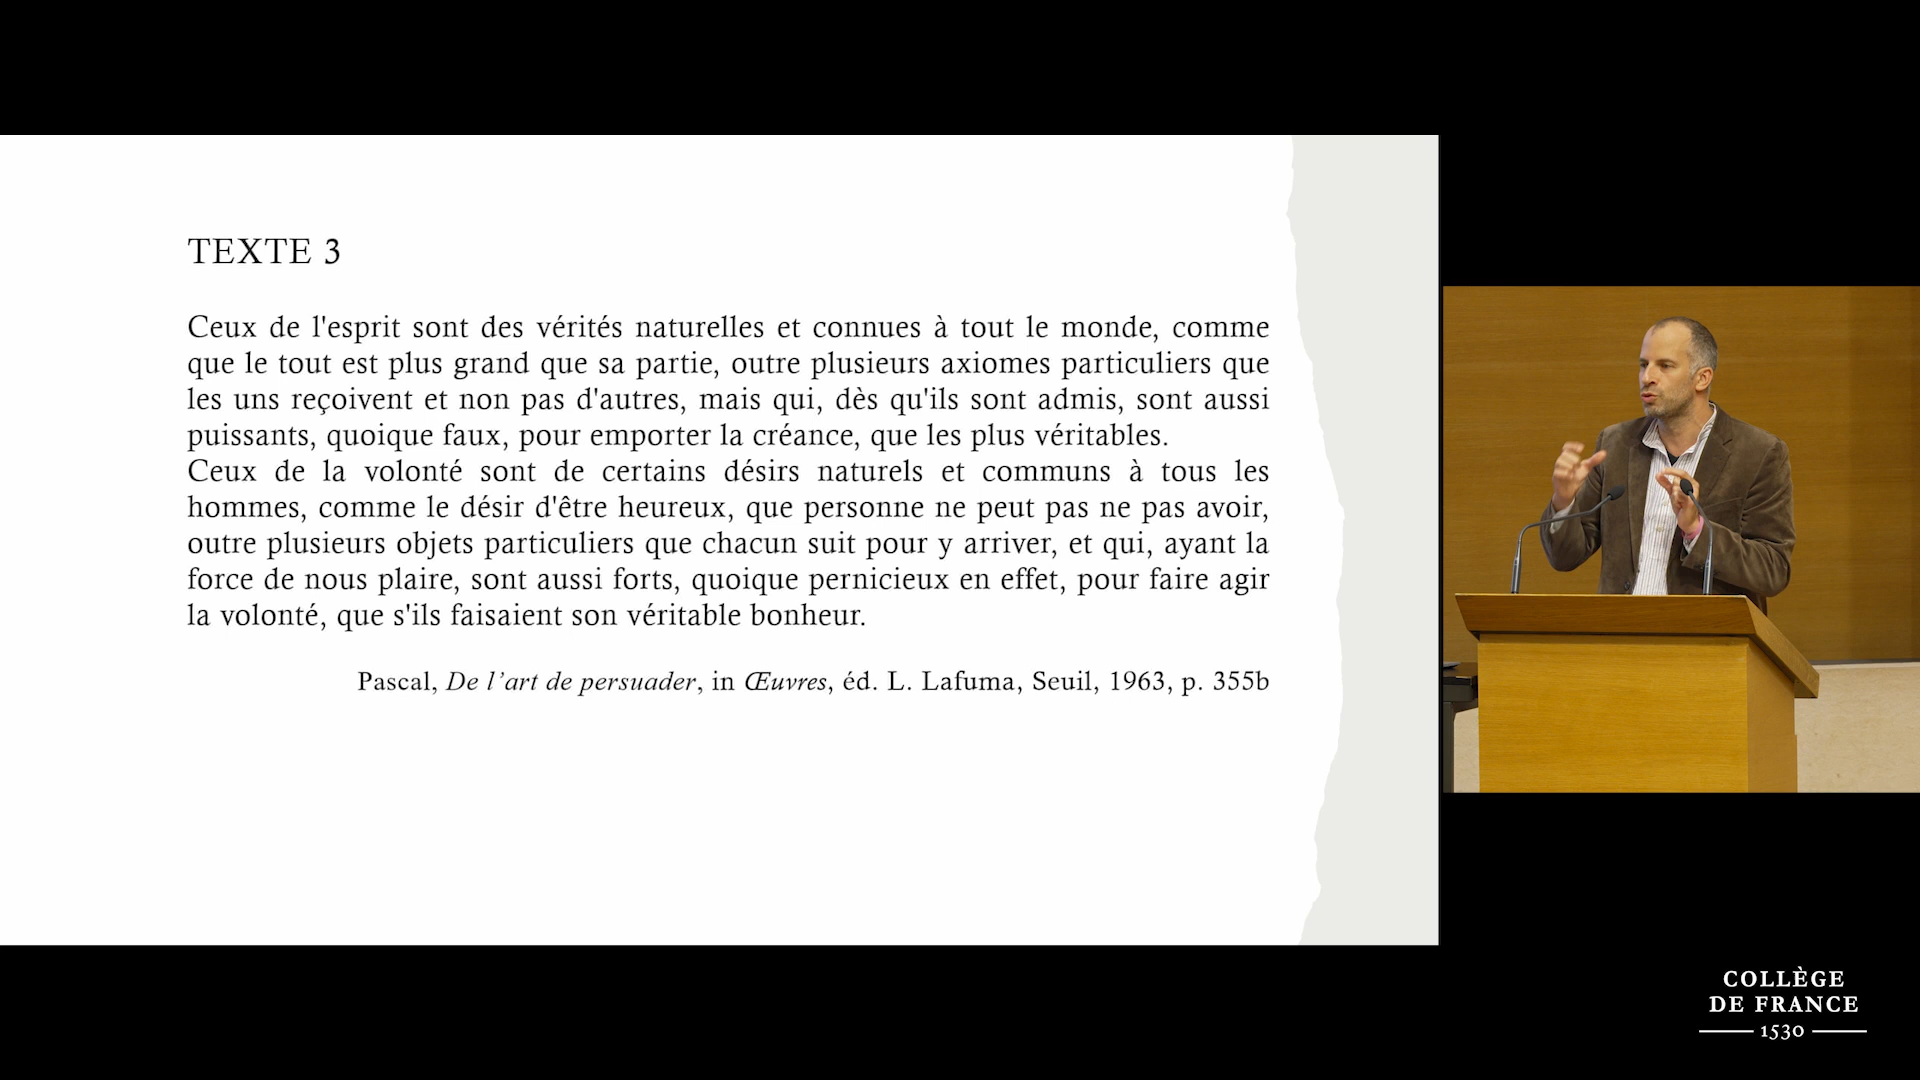 TEXTE 3
Ceux de l'esprit sont des vérités naturelles et connues à tout le monde, comme
que le tout est plus grand que sa partie, outre plusieurs axiomes particuliers que
les uns reçoivent et non pas d'autres, mais qui, dès qu'ils sont admis, sont aussi
puissants, quoique faux, pour emporter la créance, que les plus véritables.
Ceux de la volonté sont de certains désirs naturels et communs à tous les
hommes, comme le désir d'être heureux, que personne ne peut pas ne pas avoir,
outre plusieurs objets particuliers que chacun suit pour y arriver, et qui, ayant la
force de nous plaire, sont aussi forts, quoique pernicieux en effet, pour faire agir
la volonté, que s'ils faisaient son véritable bonheur.
Pascal, De l’art de persuader, in Œuvres, éd. L. Lafuma, Seuil, 1963, p. 355b
COLLÈGE
DE FRANCE
1530